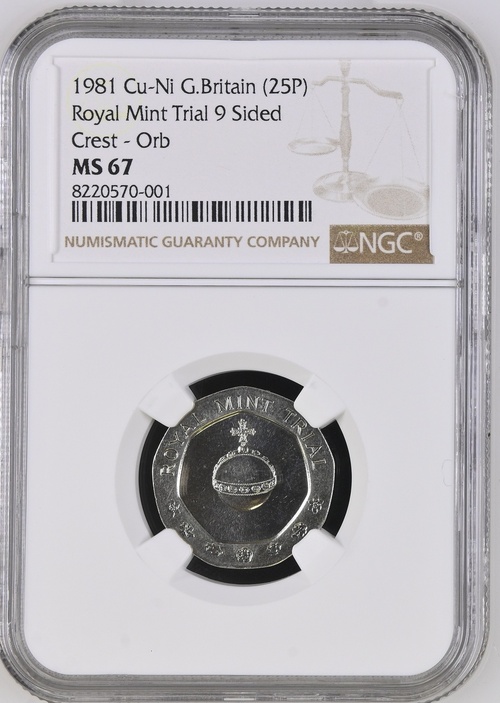 1981 Cu-Ni G.Britain (25P)
Royal Mint Trial 9 Sided
Crest - Orb
MS 67
8220570-001
NUMISMATIC GUARANTY COMPANY
NGC®
ROYAL MINT TRIAL